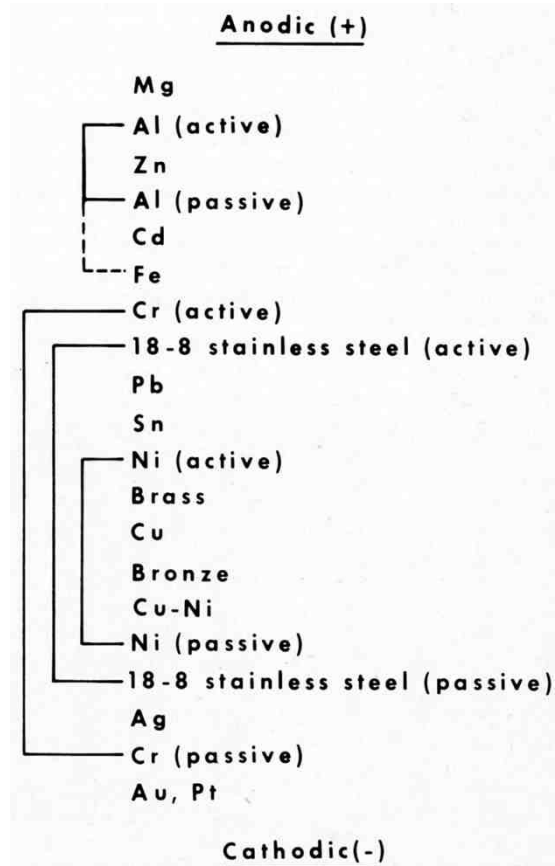 Anodic (+)
Mg
Al (active)
Zn
Al (passive)
Cd
Fe
Cr (active)
18-8 stainless steel (active)
Pb
Sn
Ni (active)
Brass
Cu
Bronze
Cu-Ni
Ni (passive)
18-8 stainless steel (passive)
Ag
Cr (passive)
Au, Pt
Cathodic(-)